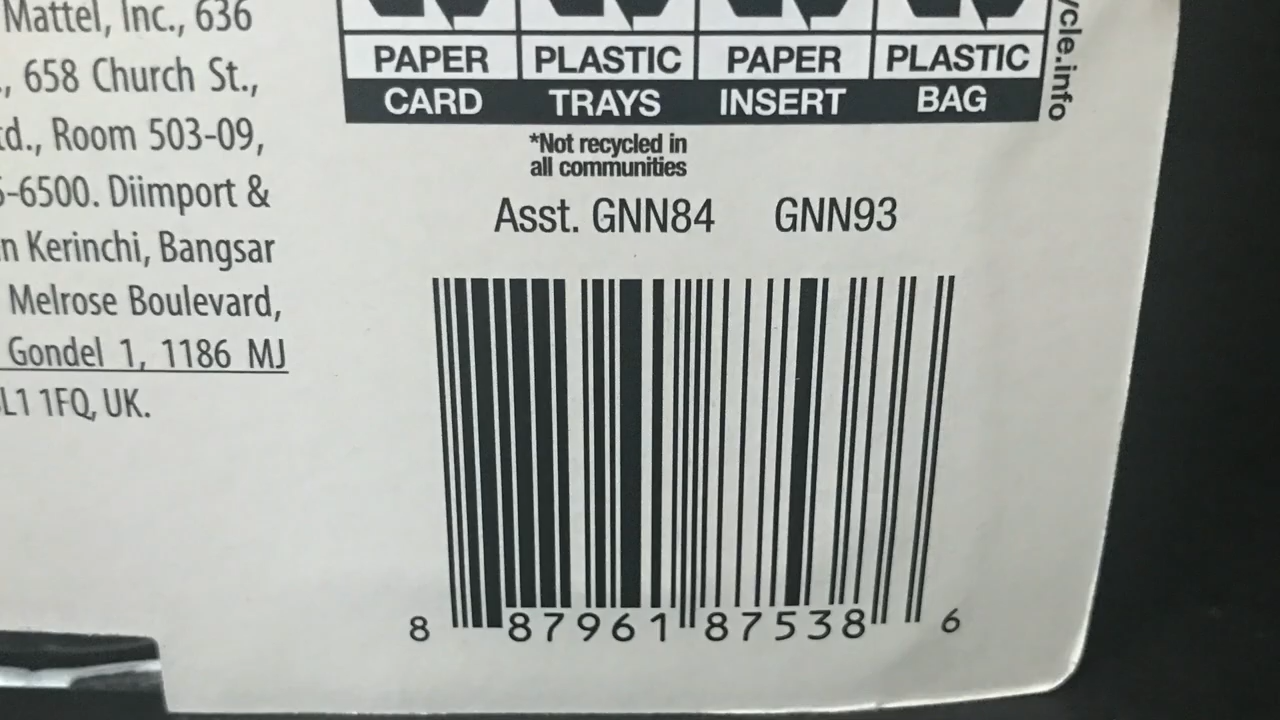 Mattel, Inc., 636
., 658 Church St.,
td., Room 503-09,
-6500. Diimport &
n Kerinchi, Bangsar
Melrose Boulevard,
Gondel 1, 1186 MJ
L1 1FQ, UK.
PAPER PLASTIC PAPER PLASTIC
CARD TRAYS INSERT BAG
cle.info
*Not recycled in
all communities
Asst. GNN84 GNN93
8 87961 87538 6